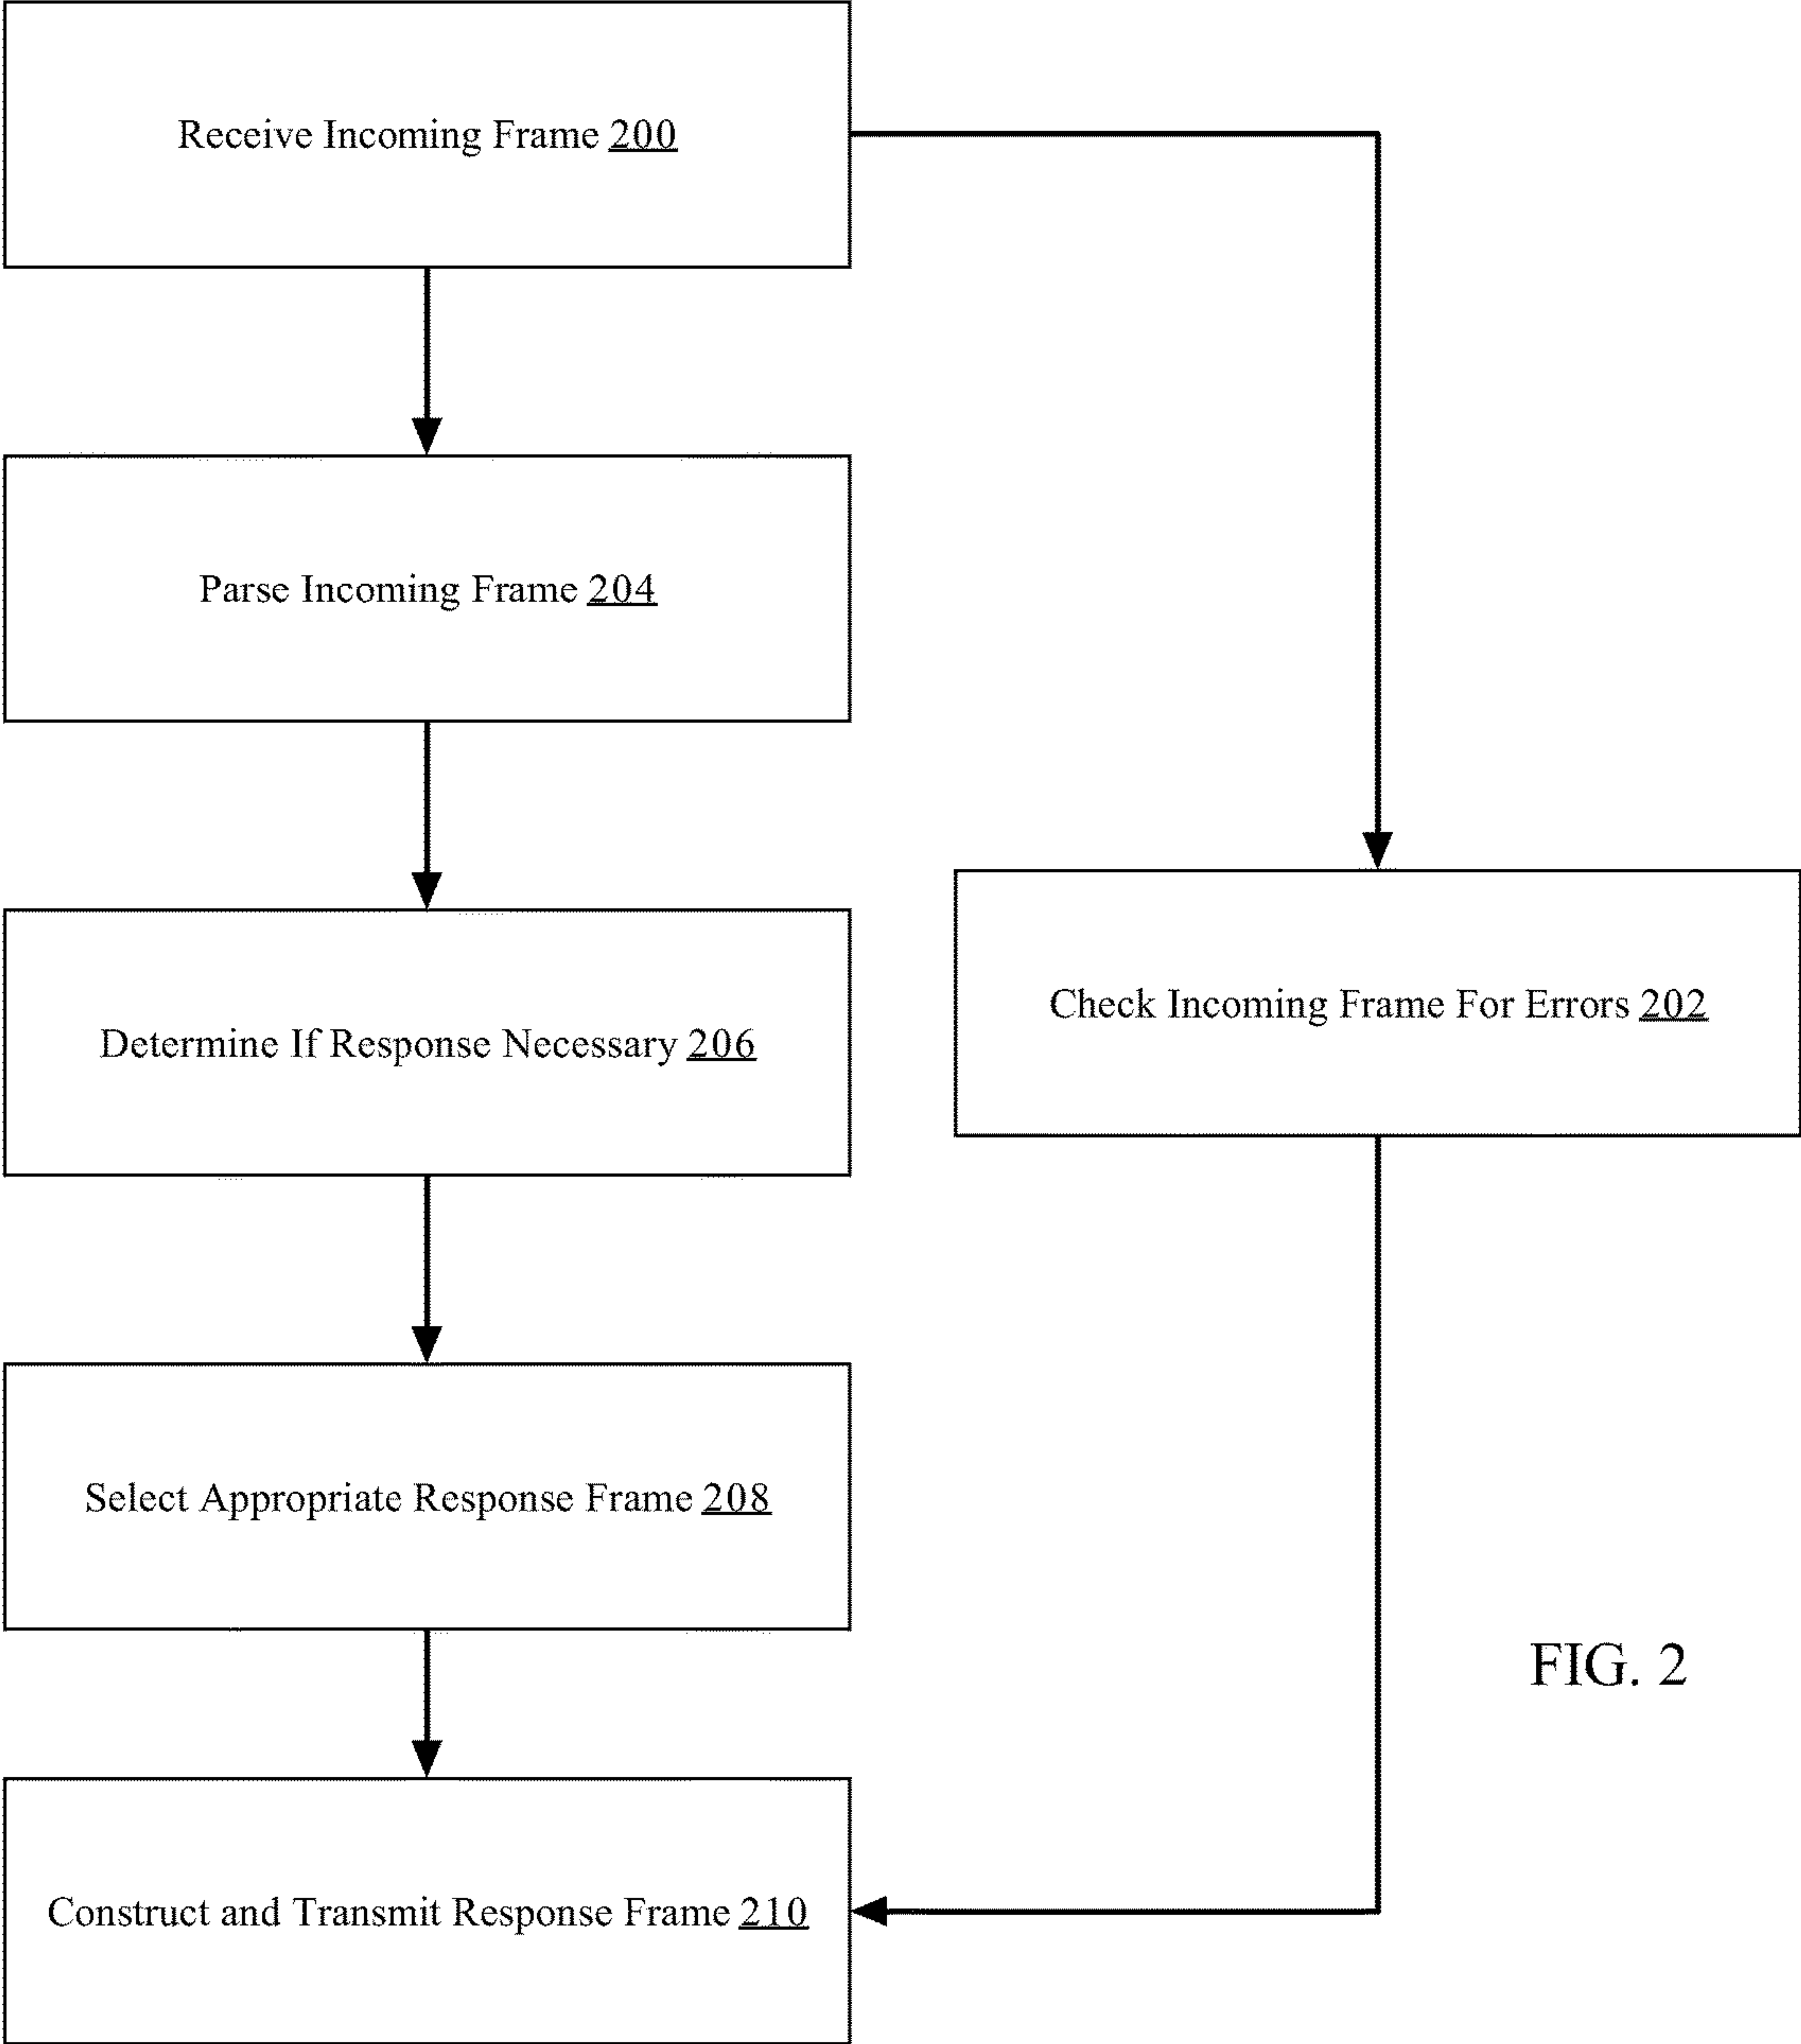 Receive Incoming Frame 200
Parse Incoming Frame 204
Check Incoming Frame For Errors 202
Determine If Response Necessary 206
Select Appropriate Response Frame 208
FIG. 2
Construct and Transmit Response Frame 210